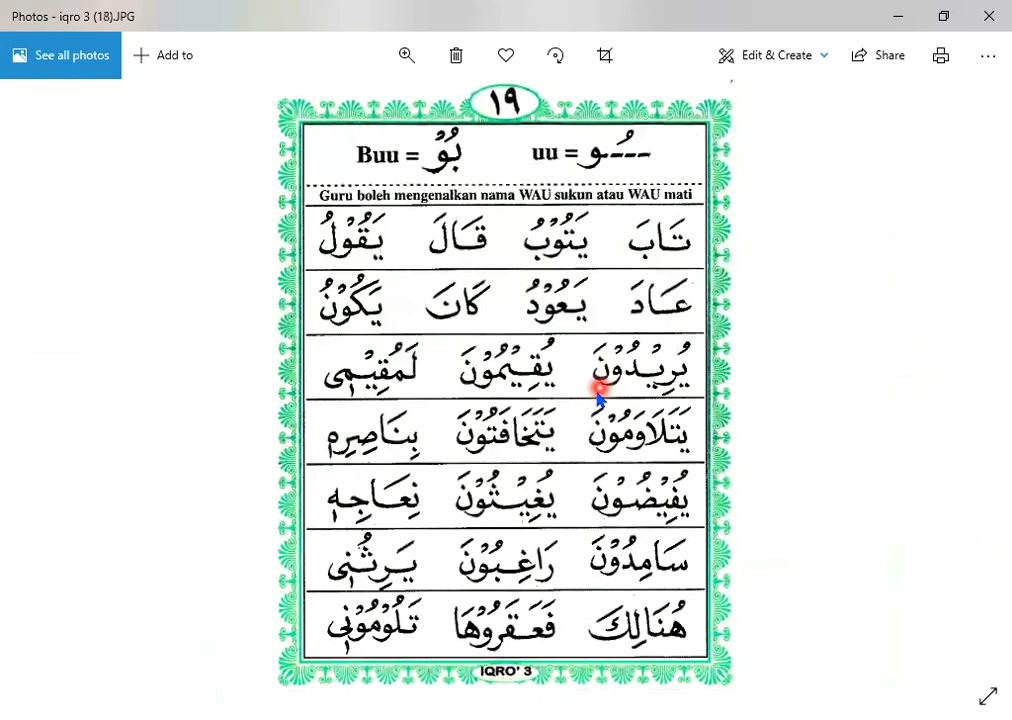 Photos - iqro 3 (18).JPG
See all photos Add to Edit & Create Share
١٩
Buu = بُوْ uu = ـُـوْ
Guru boleh mengenalkan nama WAU sukun atau WAU mati
تَابَ يَتُوْبُ قَالَ يَقُوْلُ
عَادَ يَعُوْدُ كَانَ يَكُوْنُ
يُرِيْدُوْنَ يُقِيْمُوْنَ لَمُقِيْمِى
يَتَلَاوَمُوْنَ يَتَخَافَتُوْنَ بِنَاصِرِهٖ
يُفِيْضُوْنَ يُغِيْثُوْنَ نِعَاجِهٖ
سَامِدُوْنَ رَاغِبُوْنَ يَرِثُنِى
هُنَالِكَ فَعَقَرُوْهَا تَلُوْمُوْنِى
IQRO' 3